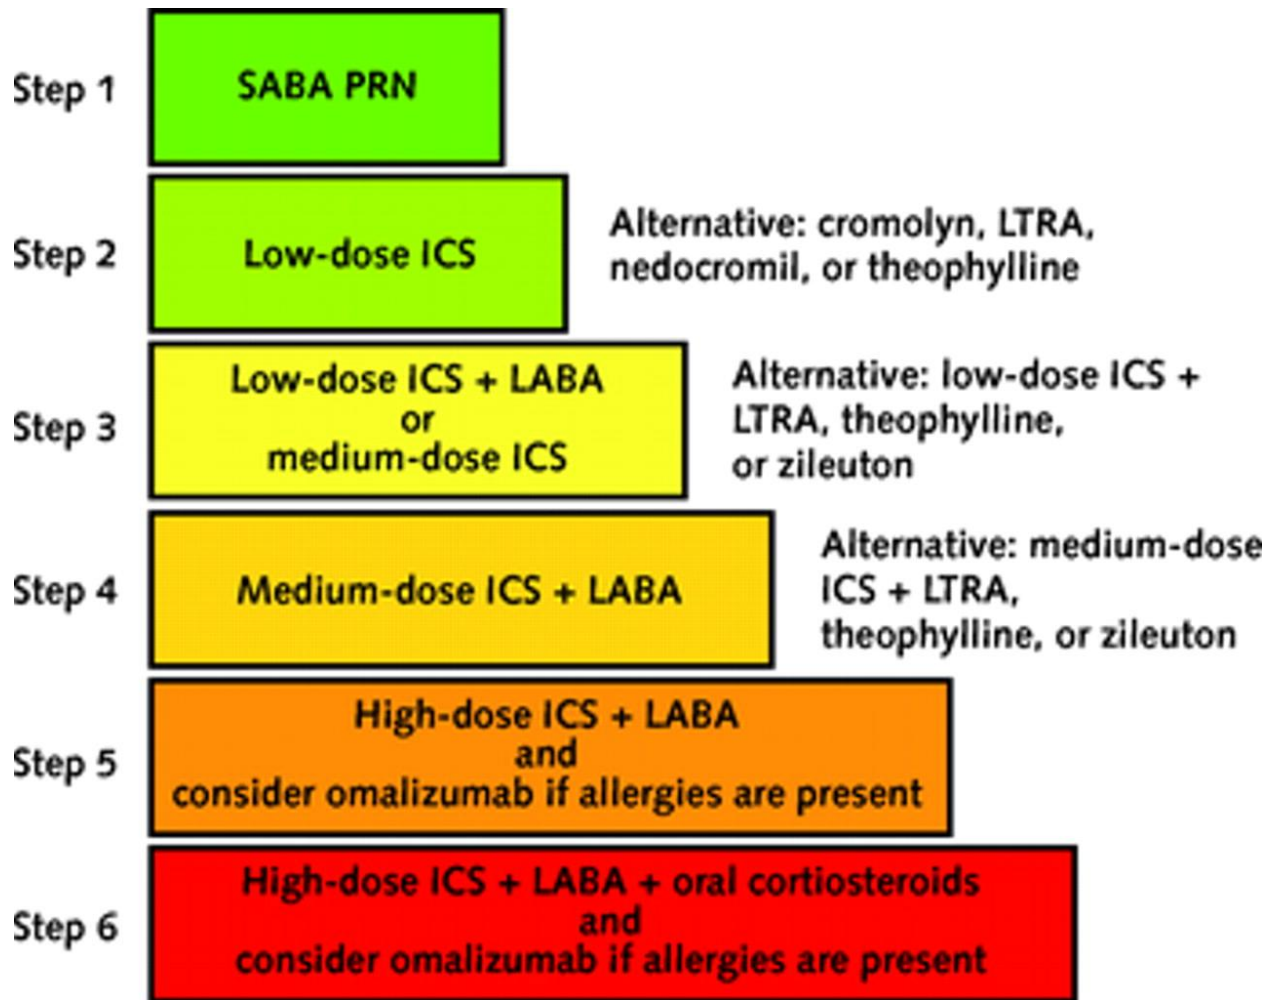 Step 1
SABA PRN
Step 2
Low-dose ICS
Alternative: cromolyn, LTRA,
nedocromil, or theophylline
Step 3
Low-dose ICS + LABA
or
medium-dose ICS
Alternative: low-dose ICS +
LTRA, theophylline,
or zileuton
Step 4
Medium-dose ICS + LABA
Alternative: medium-dose
ICS + LTRA,
theophylline, or zileuton
Step 5
High-dose ICS + LABA
and
consider omalizumab if allergies are present
Step 6
High-dose ICS + LABA + oral cortiosteroids
and
consider omalizumab if allergies are present